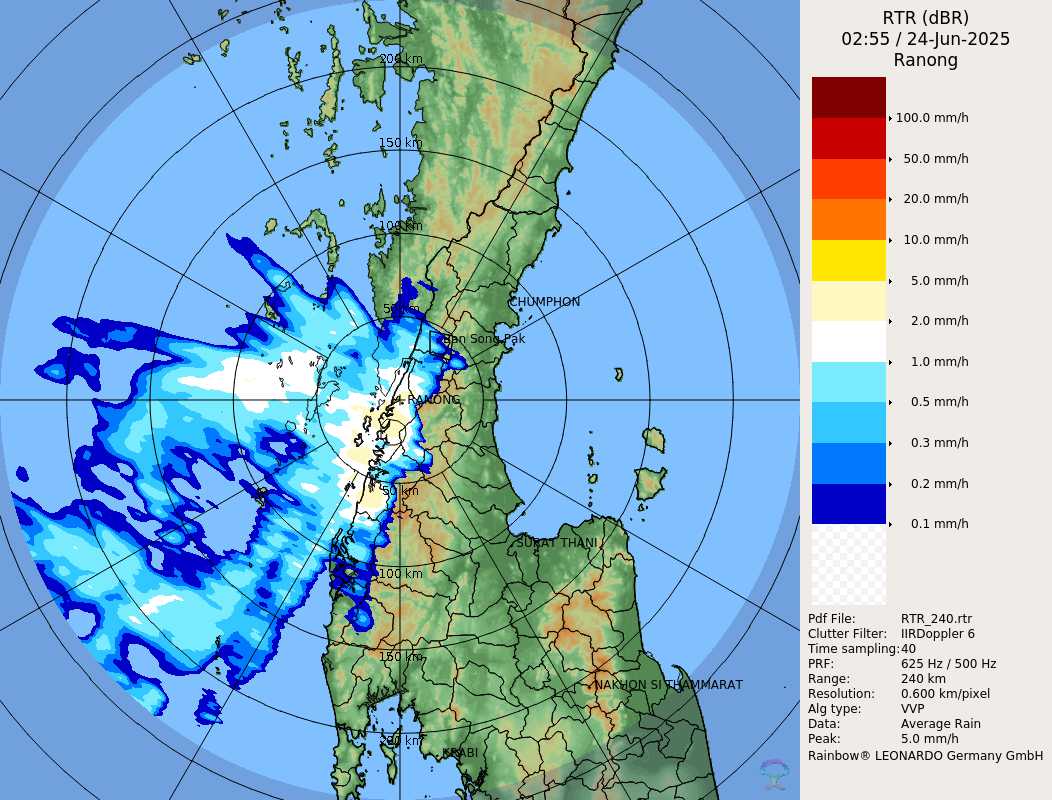 RTR (dBR)
02:55 / 24-Jun-2025
Ranong
100.0 mm/h
50.0 mm/h
20.0 mm/h
10.0 mm/h
5.0 mm/h
2.0 mm/h
1.0 mm/h
0.5 mm/h
0.3 mm/h
0.2 mm/h
0.1 mm/h
Pdf File: RTR_240.rtr
Clutter Filter: IIRDoppler 6
Time sampling:40
PRF: 625 Hz / 500 Hz
Range: 240 km
Resolution: 0.600 km/pixel
Alg type: VVP
Data: Average Rain
Peak: 5.0 mm/h
Rainbow® LEONARDO Germany GmbH
200 km
150 km
100 km
CHUMPHON
50 km
Ban Song Pak
RANONG
50 km
SURAT THANI
100 km
150 km
NAKHON SI THAMMARAT
200 km
KRABI